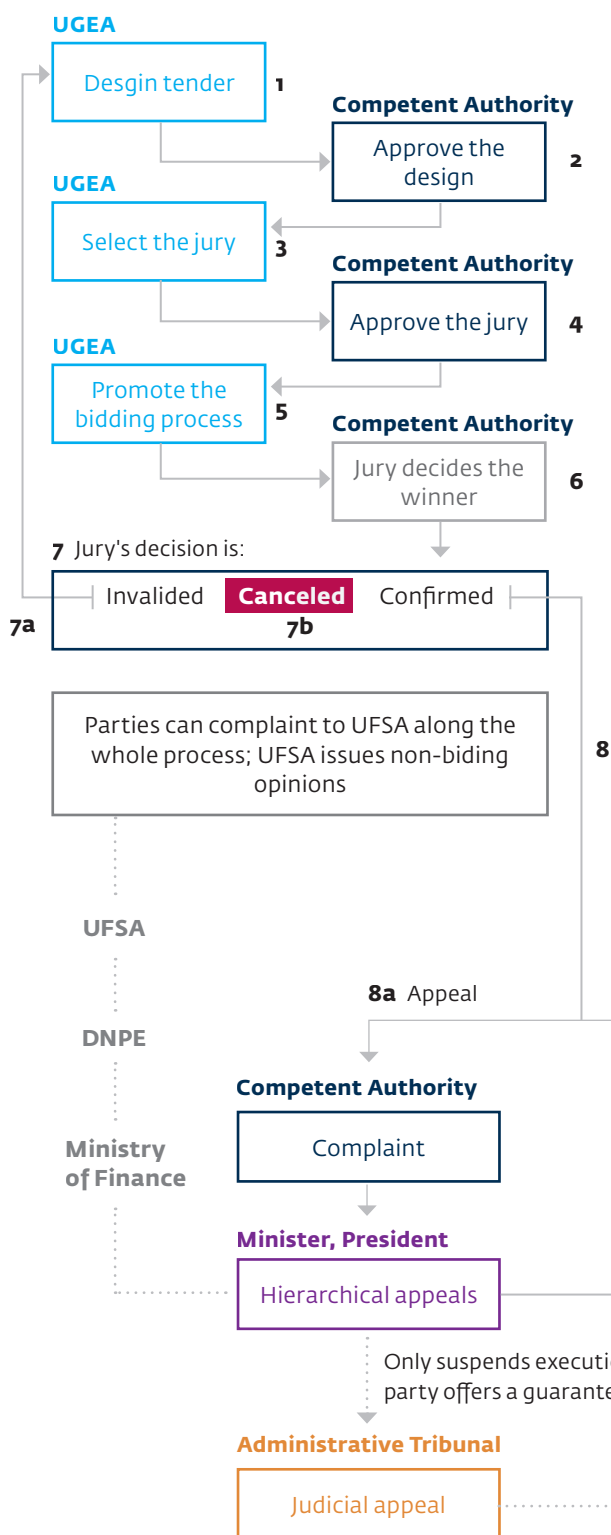 UGEA
Desgin tender
1
Competent Authority
Approve the
design
2
UGEA
Select the jury
3
Competent Authority
Approve the jury
4
UGEA
Promote the
bidding process
5
Competent Authority
Jury decides the
winner
6
7 Jury's decision is:
Invalided Canceled Confirmed
7a
7b
Parties can complaint to UFSA along the
whole process; UFSA issues non-biding
opinions
8
UFSA
8a Appeal
DNPE
Competent Authority
Complaint
Ministry
of Finance
Minister, President
Hierarchical appeals
Only suspends
party offers a
Administrative Tribunal
Judicial appeal